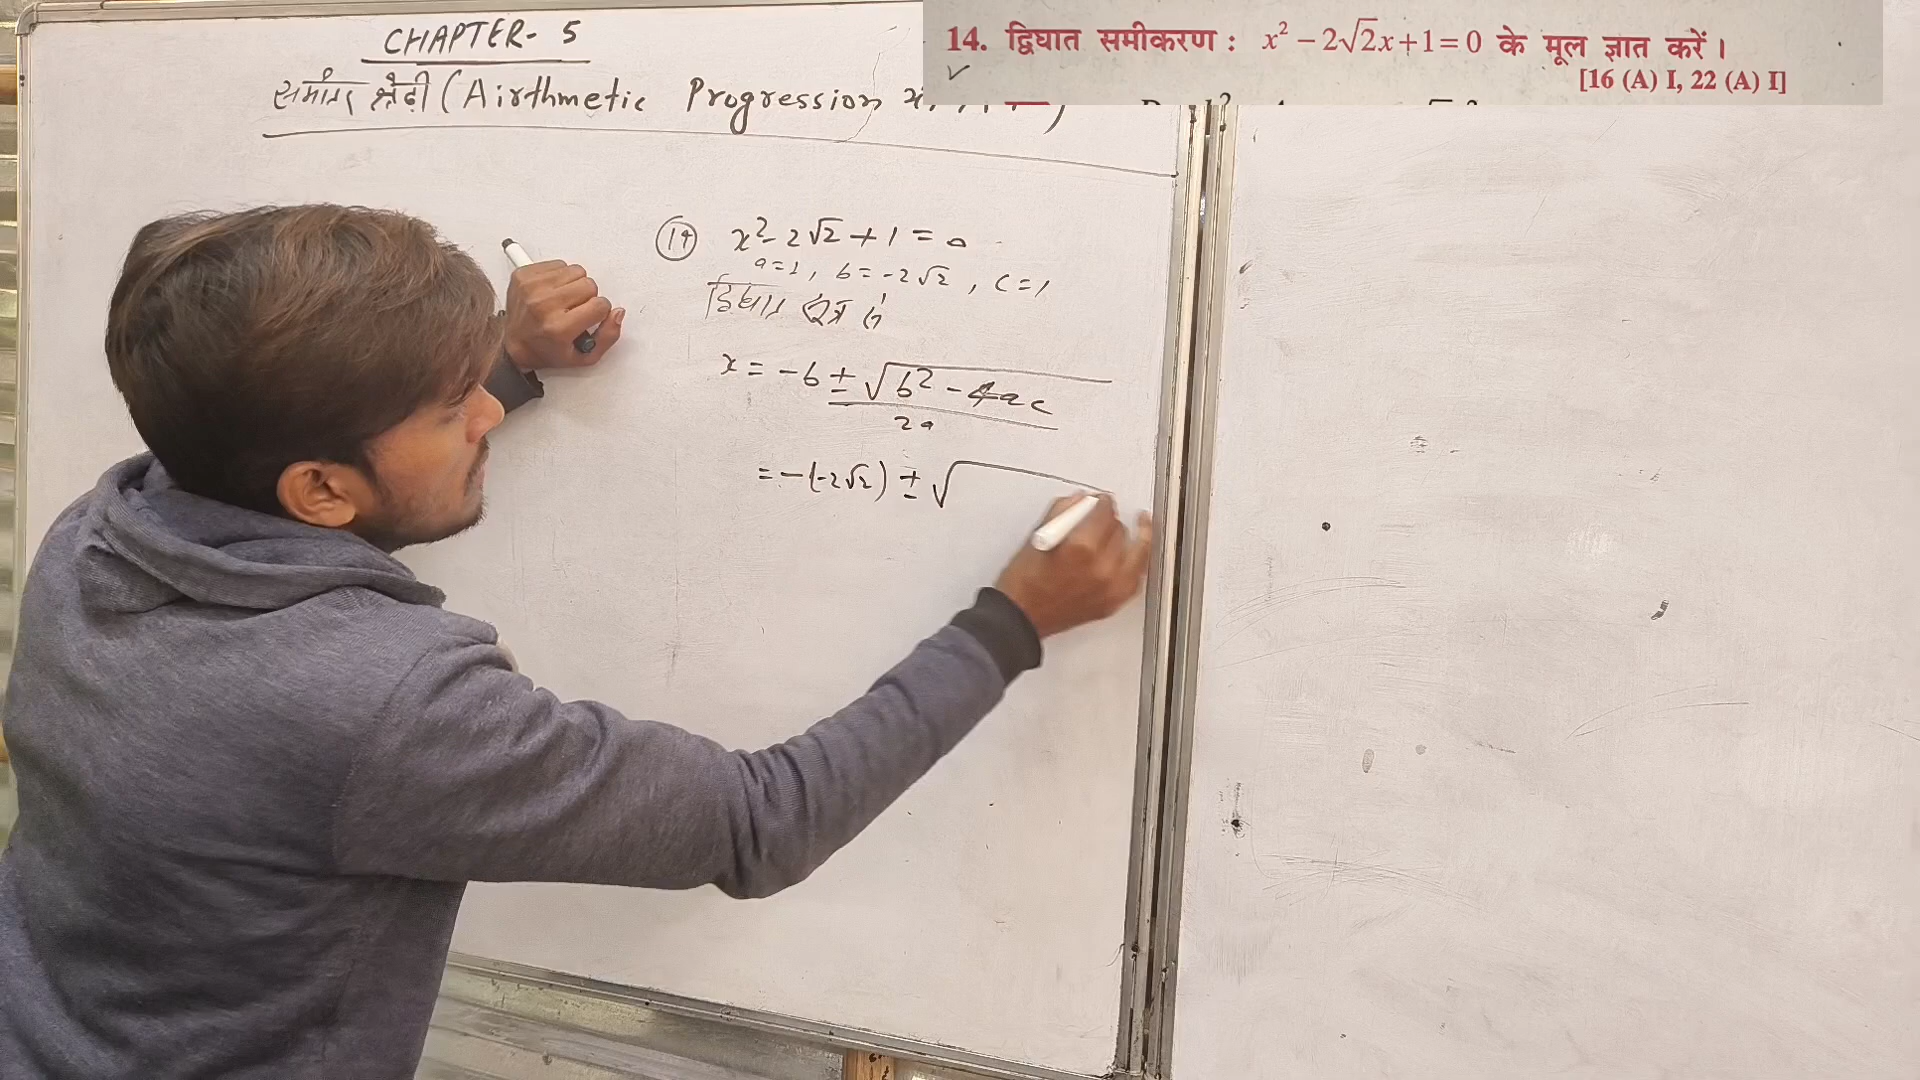 CHAPTER- 5
समांतर श्रेढ़ी (Airthmetic Progression
14. द्विघात समीकरण : x² − 2√2x+1=0 के मूल ज्ञात करें।
[16 (A) I, 22 (A) I]
(14) x² - 2√2 + 1 = 0
a=1, b = -2√2, c=1
द्विघात सूत्र से
x = -b ± √b² - 4ac
2a
= -(-2√2) ± √